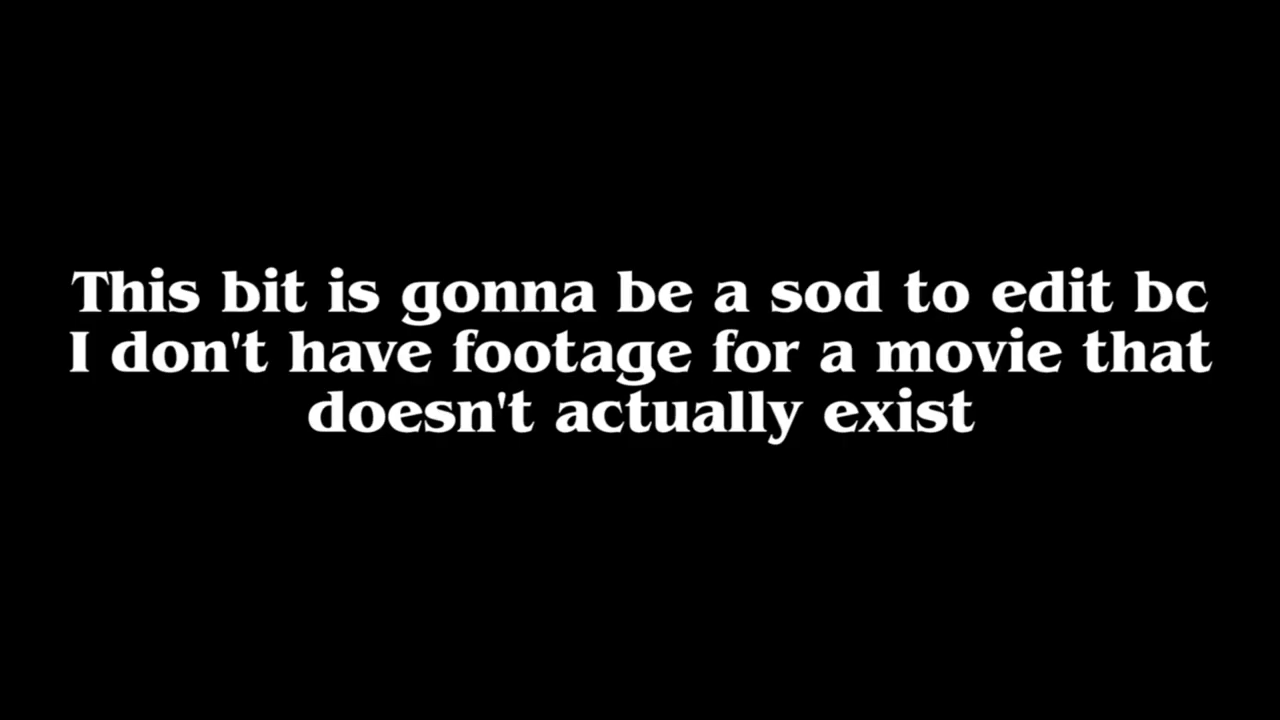 This bit is gonna be a sod to edit bc
I don't have footage for a movie that
doesn't actually exist